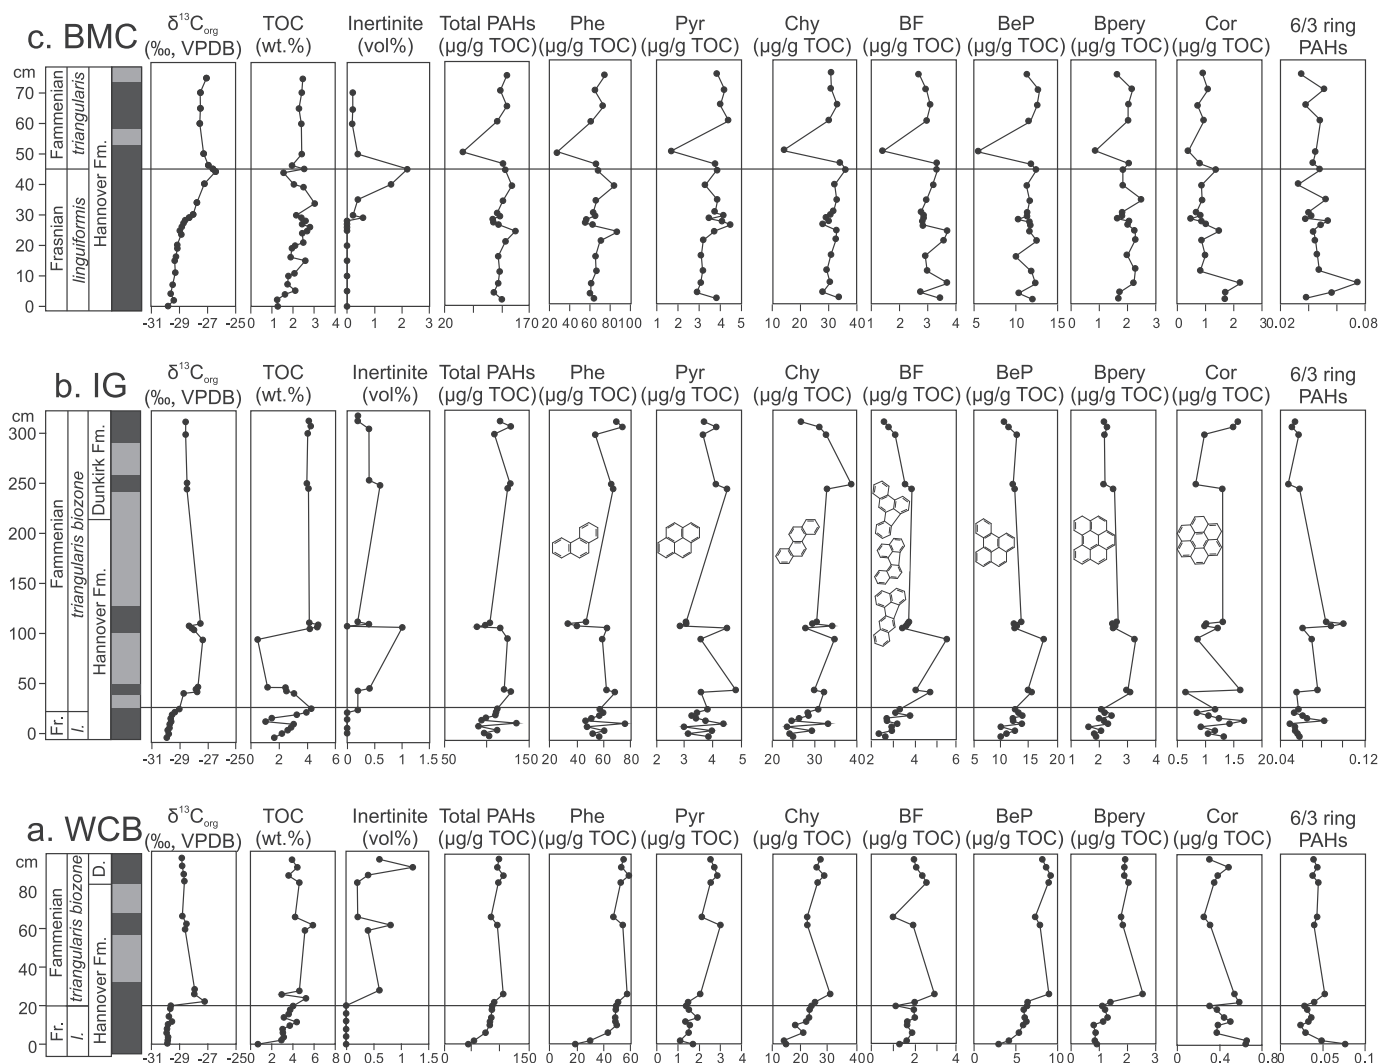 c. BMC
δ¹³Corg TOC Inertinite Total PAHs Phe Pyr Chy BF BeP Bpery Cor 6/3 ring
(‰, VPDB) (wt.%) (vol%) (µg/g TOC) (µg/g TOC) (µg/g TOC) (µg/g TOC) (µg/g TOC) (µg/g TOC) (µg/g TOC) (µg/g TOC) PAHs
cm
70
60
50
40
30
20
10
0
Frasnian Fammenian
linguiformis triangularis
Hannover Fm.
-31 -29 -27 -25 0 1 2 3 4 0 1 2 3 20 170 20 40 60 80 100 0 1 2 3 4 5 10 20 30 40 1 2 3 4 5 10 15 0 1 2 3 0 1 2 3 0.02 0.08
b. IG
δ¹³Corg TOC Inertinite Total PAHs Phe Pyr Chy BF BeP Bpery Cor 6/3 ring
(‰, VPDB) (wt.%) (vol%) (µg/g TOC) (µg/g TOC) (µg/g TOC) (µg/g TOC) (µg/g TOC) (µg/g TOC) (µg/g TOC) (µg/g TOC) PAHs
cm
300
250
200
150
100
50
0
Fr. Fammenian
l. triangularis biozone
Hannover Fm. Dunkirk Fm.
-31 -29 -27 -25 0 2 4 6 0.0 0.5 1.0 1.5 50 150 20 40 60 80 2 3 4 5 20 30 40 2 3 4 5 6 5 10 15 20 1 2 3 4 0.5 1 1.5 2 0.04 0.12
a. WCB
δ¹³Corg TOC Inertinite Total PAHs Phe Pyr Chy BF BeP Bpery Cor 6/3 ring
(‰, VPDB) (wt.%) (vol%) (µg/g TOC) (µg/g TOC) (µg/g TOC) (µg/g TOC) (µg/g TOC) (µg/g TOC) (µg/g TOC) (µg/g TOC) PAHs
cm
80
60
40
20
0
Fr. Fammenian
l. triangularis biozone
Hannover Fm. D.
-31 -29 -27 -25 0 2 4 6 8 0.0 0.5 1.0 1.5 50 150 0 20 40 60 0 1 2 3 4 10 20 30 40 0 1 2 3 4 0 5 10 0 1 2 3 0 0.4 0.8 0 0.05 0.1